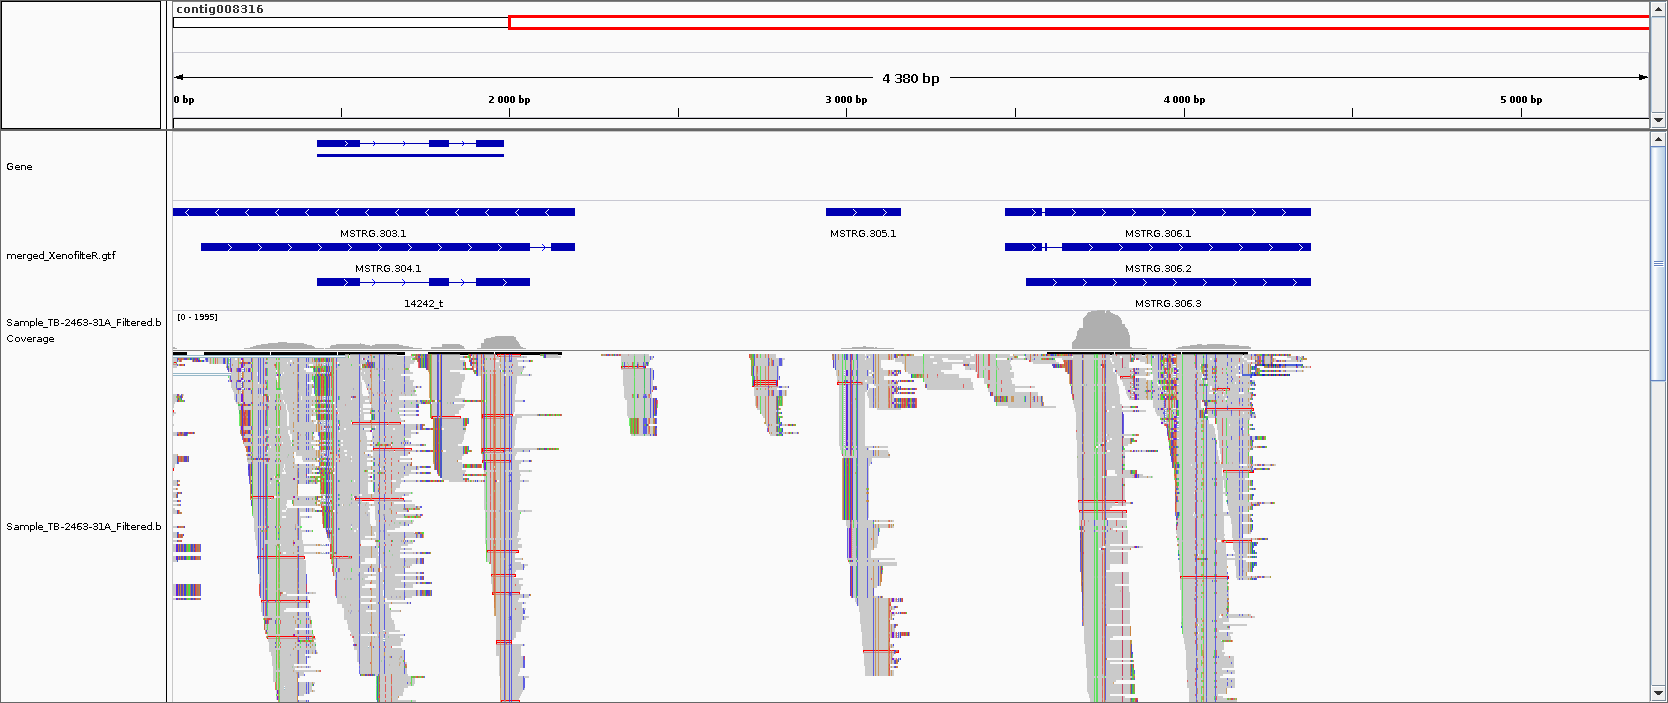 contig008316
4 380 bp
0 bp
2 000 bp
3 000 bp
4 000 bp
5 000 bp
Gene
MSTRG.303.1
MSTRG.305.1
MSTRG.306.1
merged_XenofilteR.gtf
MSTRG.304.1
MSTRG.306.2
14242_t
MSTRG.306.3
[0 - 1995]
Sample_TB-2463-31A_Filtered.b
Coverage
Sample_TB-2463-31A_Filtered.b